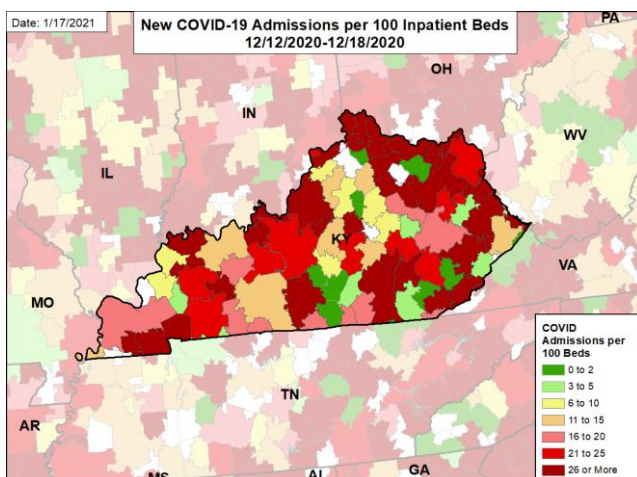 Date: 1/17/2021
New COVID-19 Admissions per 100 Inpatient Beds
12/12/2020-12/18/2020
PA
OH
IN
WV
IL
KY
VA
MO
TN
AR
MS
AL
GA
COVID
Admissions per
100 Beds
0 to 2
3 to 5
6 to 10
11 to 15
16 to 20
21 to 25
26 or More